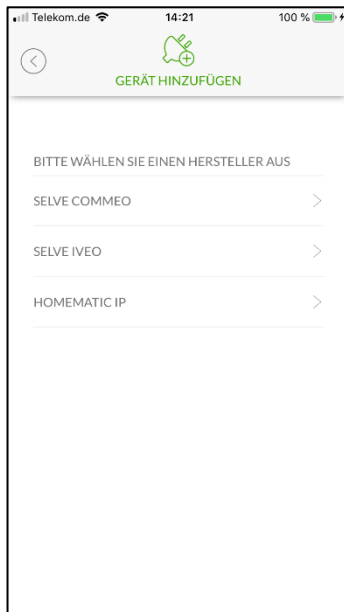 Telekom.de 14:21 100 %
GERÄT HINZUFÜGEN
BITTE WÄHLEN SIE EINEN HERSTELLER AUS
SELVE COMMEO
SELVE IVEO
HOMEMATIC IP